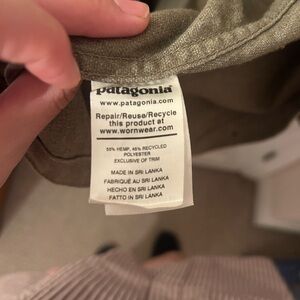 patagonia
www.patagonia.com
Repair/Reuse/Recycle
this product at
www.wornwear.com
55% HEMP, 45% RECYCLED
POLYESTER
EXCLUSIVE OF TRIM
MADE IN SRI LANKA
FABRIQUÉ AU SRI LANKA
HECHO EN SRI LANKA
FATTO IN SRI LANKA